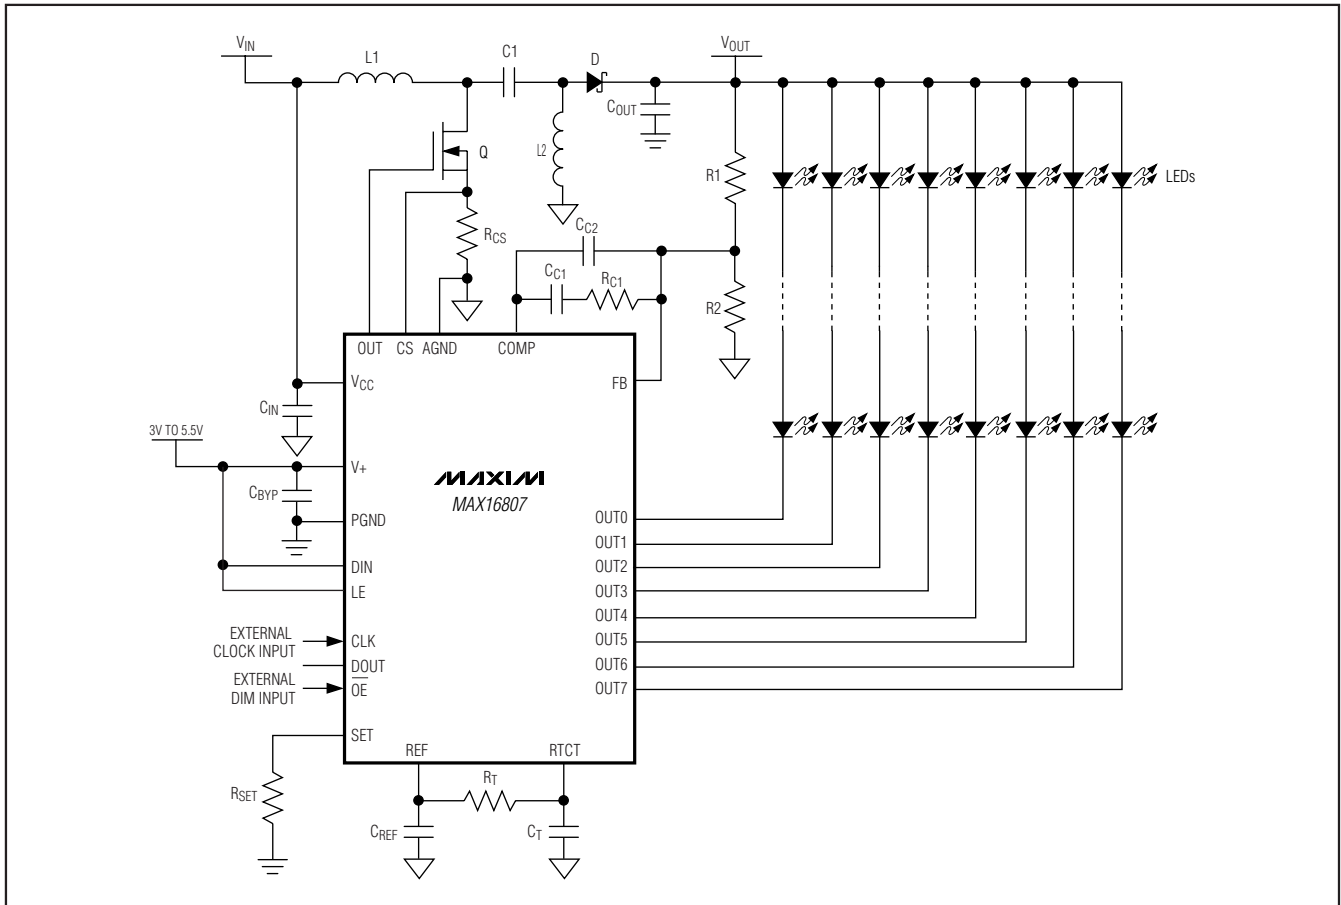 VIN
L1
C1
D
VOUT
COUT
Q
L2
R1
LEDs
RCS
CC2
CC1
RC1
R2
OUT
CS
AGND
COMP
VCC
FB
CIN
3V TO 5.5V
V+
CBYP
MAXIM
MAX16807
PGND
OUT0
OUT1
DIN
OUT2
LE
OUT3
OUT4
EXTERNAL
CLOCK INPUT
CLK
OUT5
DOUT
OUT6
EXTERNAL
DIM INPUT
OE
OUT7
SET
REF
RTCT
RT
RSET
CREF
CT